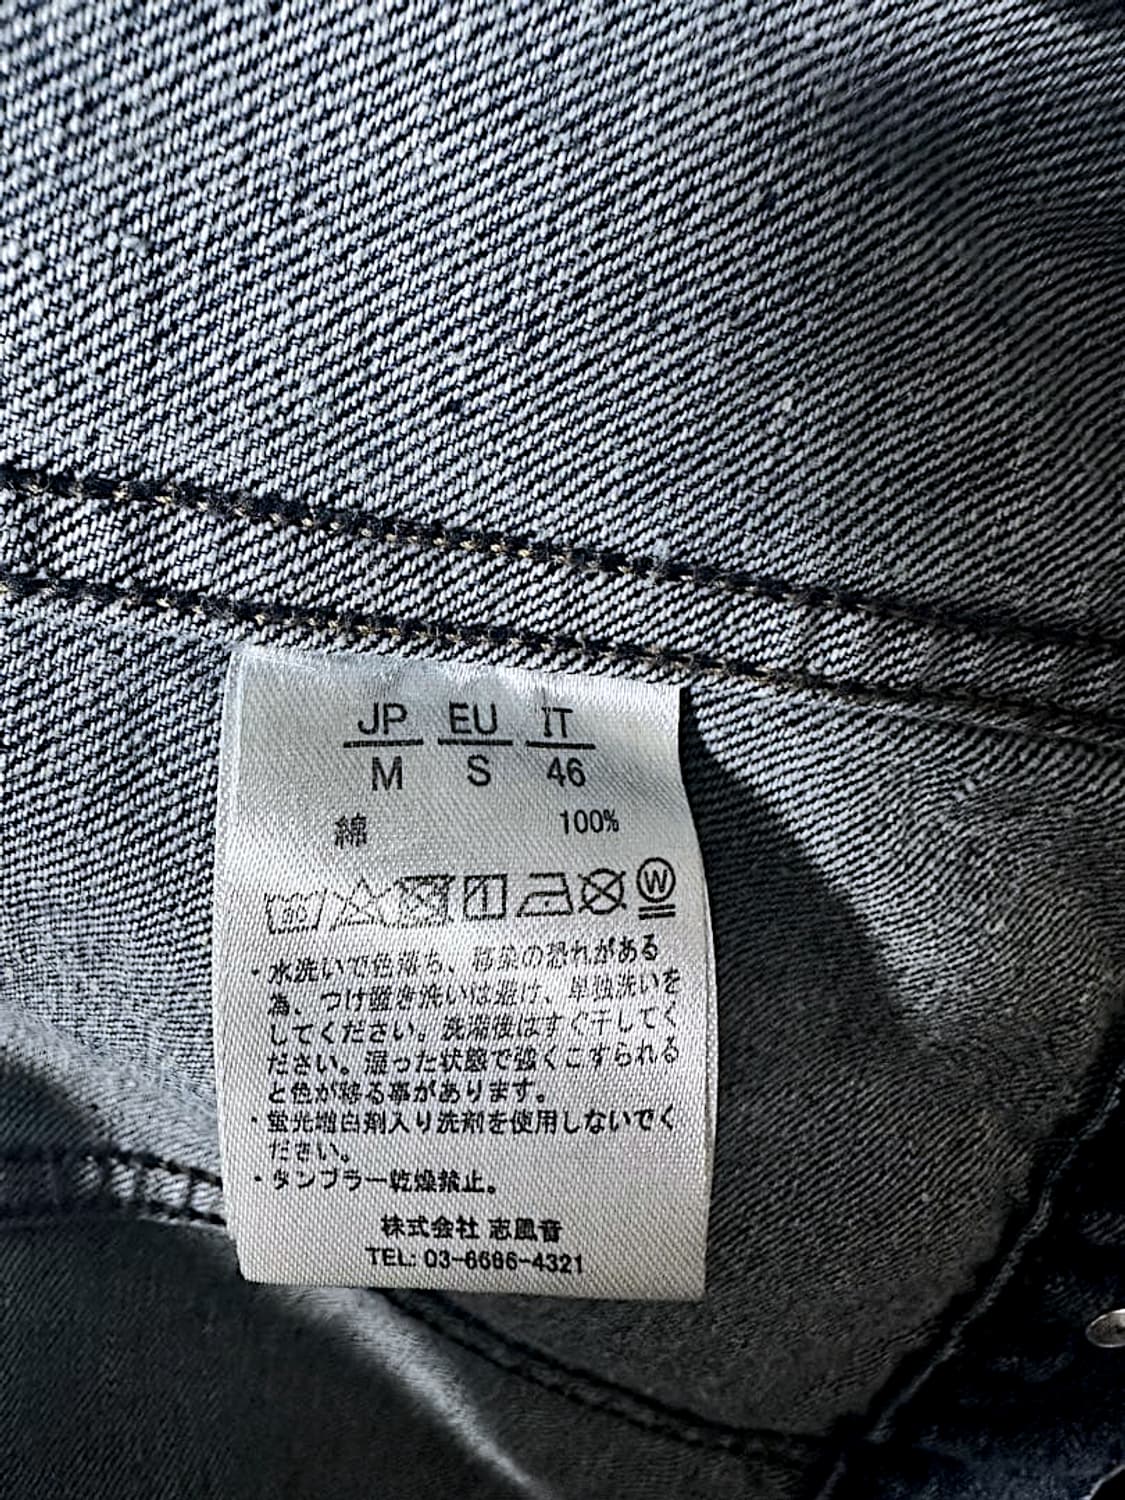 JP EU IT
M S 46
綿 100%
W
・水洗いで色落ち、移染の恐れがある
為、つけ置き洗いは避け、単独洗いを
してください。洗濯後はすぐ干してく
ださい。湿った状態で強くこすられる
と色が移る事があります。
・蛍光増白剤入り洗剤を使用しないでく
ださい。
・タンブラー乾燥禁止。
株式会社 志風音
TEL: 03-6696-4321